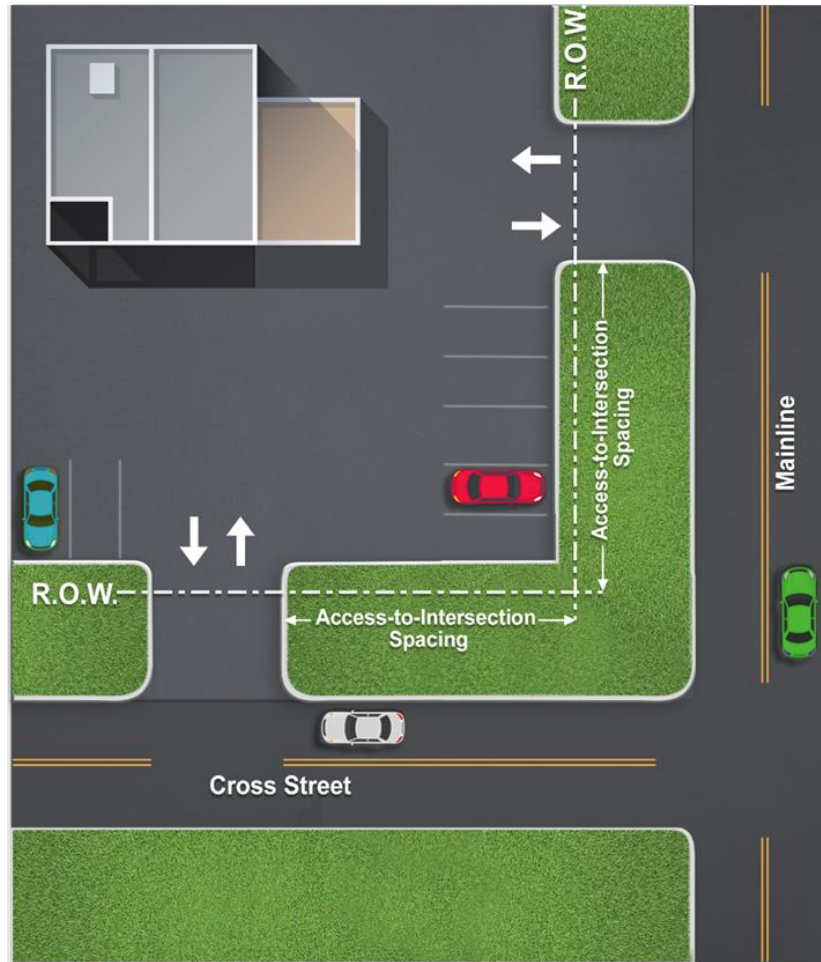 R.O.W.
Access-to-Intersection
Spacing
Mainline
R.O.W.
Access-to-Intersection
Spacing
Cross Street